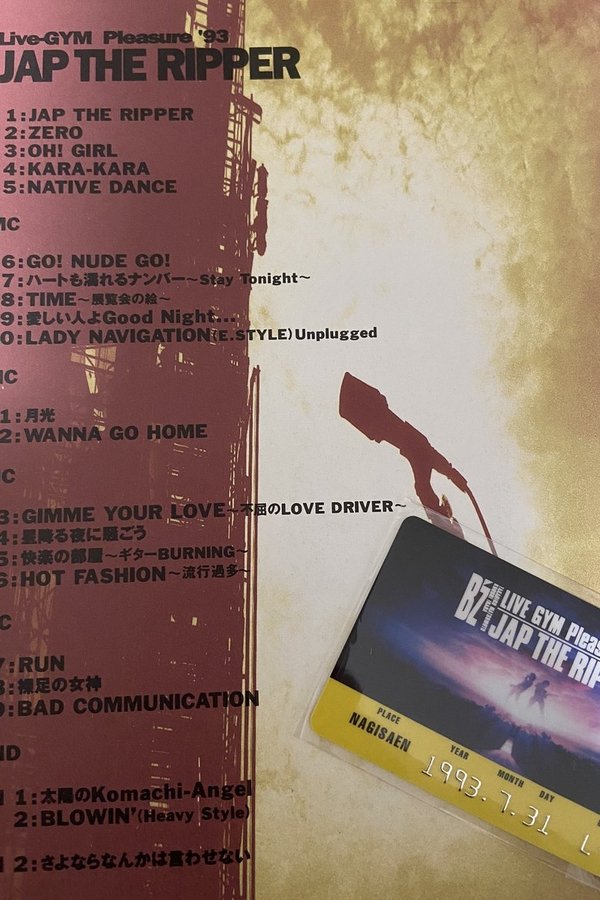 Live-GYM Pleasure '93
JAP THE RIPPER
1:JAP THE RIPPER
2:ZERO
3:OH! GIRL
4:KARA-KARA
5:NATIVE DANCE
MC
6:GO! NUDE GO!
7:ハートも濡れるナンバー〜Stay Tonight〜
8:TIME〜展覧会の絵〜
9:愛しい人よGood Night...
0:LADY NAVIGATION(E.STYLE)Unplugged
MC
1:月光
2:WANNA GO HOME
MC
3:GIMME YOUR LOVE〜不屈のLOVE DRIVER〜
4:星降る夜に騒ごう
5:快楽の部屋〜ギターBURNING〜
6:HOT FASHION〜流行過多〜
C
7:RUN
8:裸足の女神
9:BAD COMMUNICATION
ND
1:太陽のKomachi-Angel
2:BLOWIN'(Heavy Style)
2:さよならなんかは言わせない
B'z LIVE GYM Pleas
JAP THE RIP
PLACE
NAGISAEN
YEAR MONTH DAY
1993.7.31 L